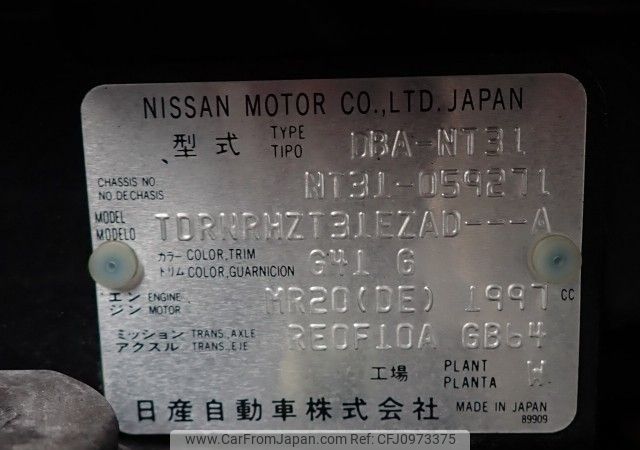 NISSAN MOTOR CO.,LTD. JAPAN
型式 TYPE TIPO DBA-NT31
CHASSIS NO NO DE CHASIS NT31-059271
MODEL MODELO TDRNRHZT31EZAD---A
カラー COLOR,TRIM トリム COLOR,GUARNICION G41 G
エンジン ENGINE MOTOR MR20(DE) 1997 CC
ミッション TRANS.,AXLE アクスル TRANS.,EJE RE0F10A GB64
工場 PLANT PLANTA W
日産自動車株式会社 MADE IN JAPAN
89909
www.CarFromJapan.com - Photo ID: CFJ0973375